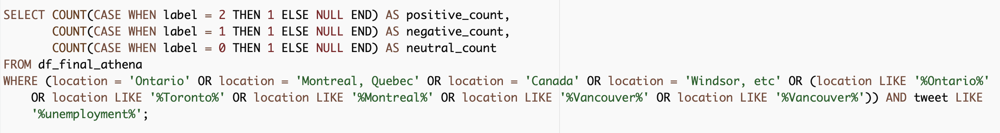 SELECT COUNT(CASE WHEN label = 2 THEN 1 ELSE NULL END) AS positive_count,
COUNT(CASE WHEN label = 1 THEN 1 ELSE NULL END) AS negative_count,
COUNT(CASE WHEN label = 0 THEN 1 ELSE NULL END) AS neutral_count
FROM df_final_athena
WHERE (location = 'Ontario' OR location = 'Montreal, Quebec' OR location = 'Canada' OR location = 'Windsor, etc' OR (location LIKE '%Ontario%'
OR location LIKE '%Toronto%' OR location LIKE '%Montreal%' OR location LIKE '%Vancouver%' OR location LIKE '%Vancouver%')) AND tweet LIKE
'%unemployment%';